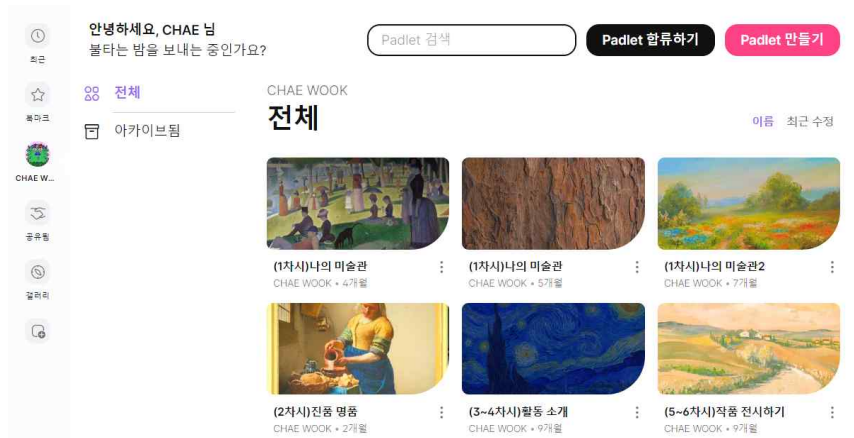 안녕하세요, CHAE 님
불타는 밤을 보내는 중인가요?
Padlet 검색
Padlet 합류하기
Padlet 만들기
최근
북마크
CHAE W...
공유됨
갤러리
전체
아카이브됨
CHAE WOOK
전체
이름 최근 수정
(1차시)나의 미술관
CHAE WOOK • 4개월
(1차시)나의 미술관
CHAE WOOK • 5개월
(1차시)나의 미술관2
CHAE WOOK • 7개월
(2차시)진품 명품
CHAE WOOK • 2개월
(3~4차시)활동 소개
CHAE WOOK • 9개월
(5~6차시)작품 전시하기
CHAE WOOK • 9개월